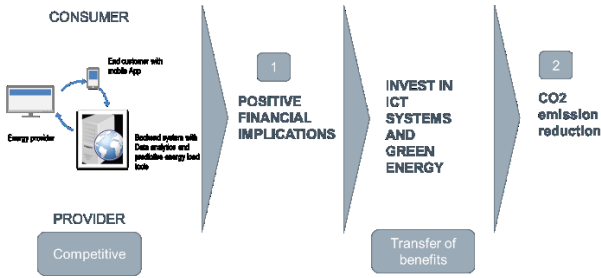 CONSUMER
End customer with
mobile App
Energy provider
Backend system with
Data analytics and
predictive energy load
tools
PROVIDER
Competitive
1
POSITIVE
FINANCIAL
IMPLICATIONS
INVEST IN
ICT
SYSTEMS
AND
GREEN
ENERGY
Transfer of
benefits
2
CO2
emission
reduction